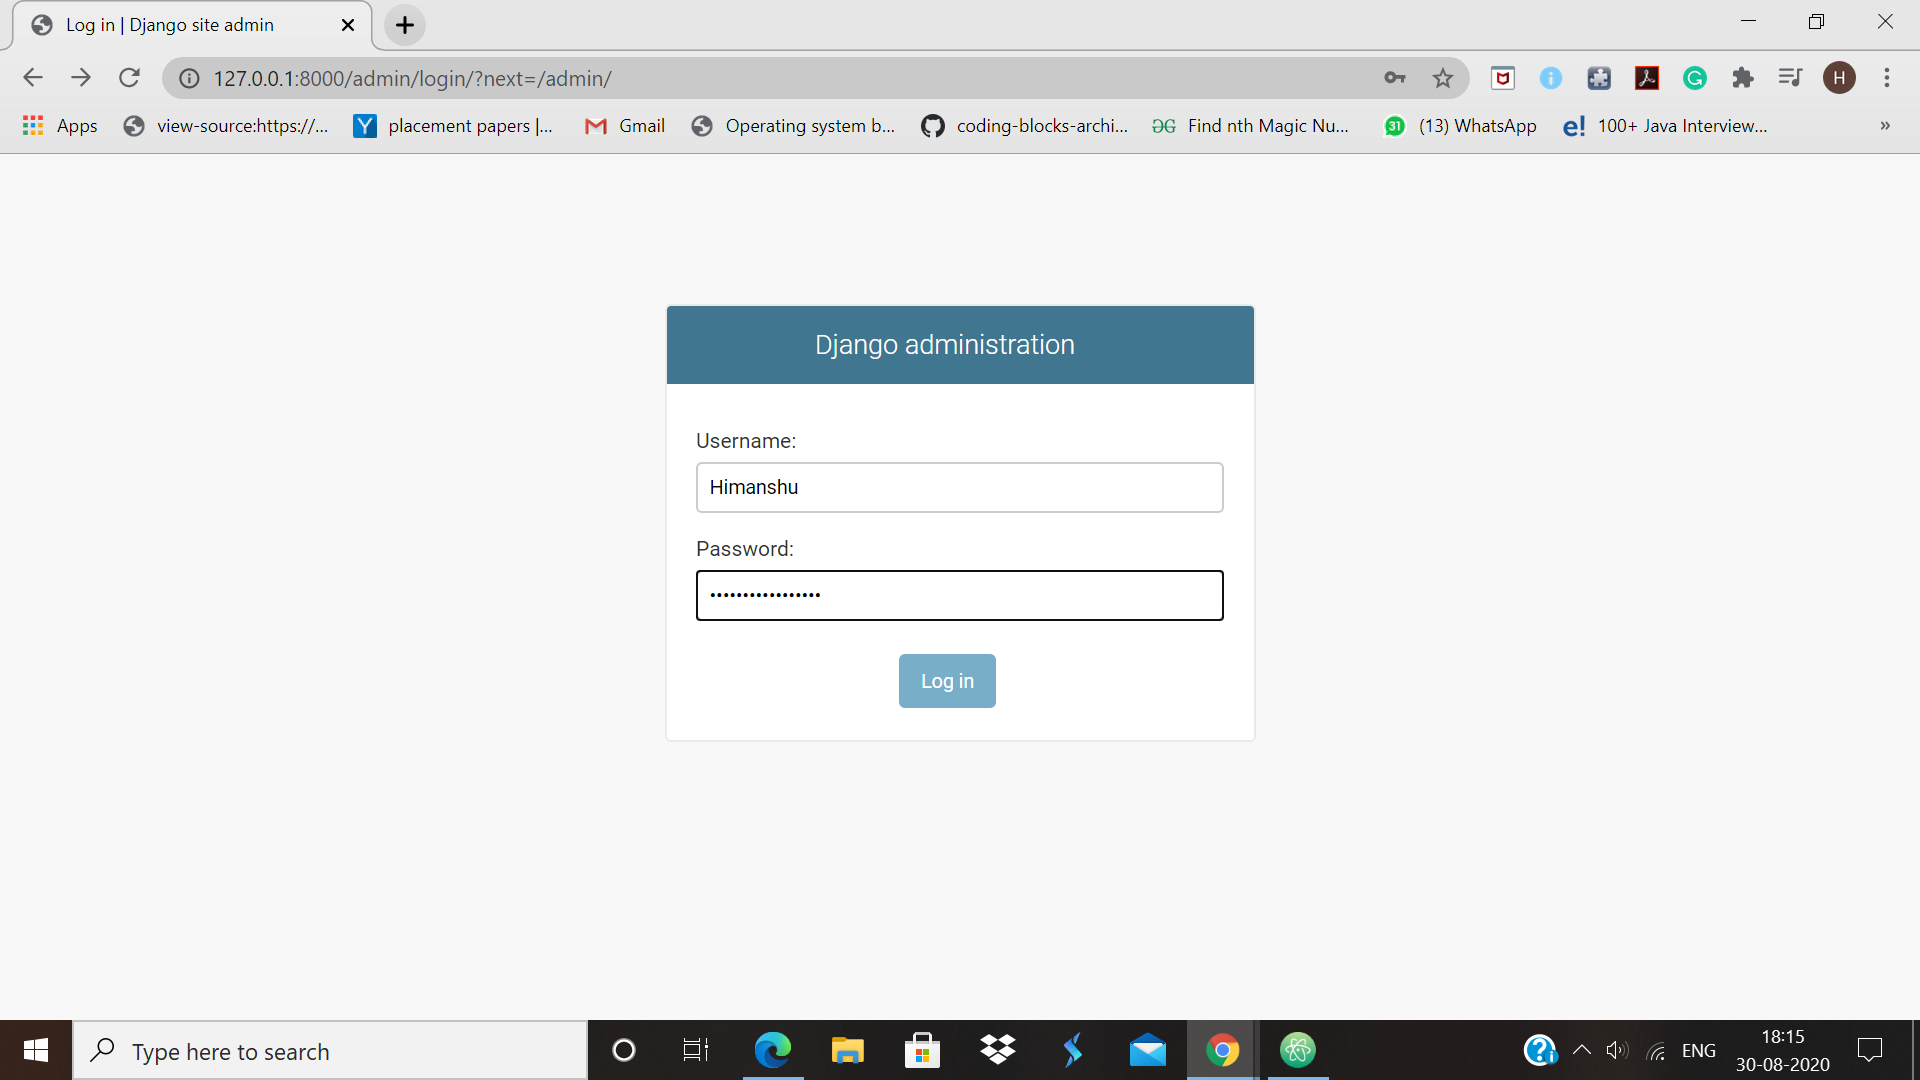 Log in | Django site admin
127.0.0.1:8000/admin/login/?next=/admin/
H
Apps
view-source:https://...
placement papers |...
Gmail
Operating system b...
coding-blocks-archi...
Find nth Magic Nu...
(13) WhatsApp
100+ Java Interview...
»
Django administration
Username:
Himanshu
Password:
•••••••••••••••••
Log in
Type here to search
ENG
18:15
30-08-2020